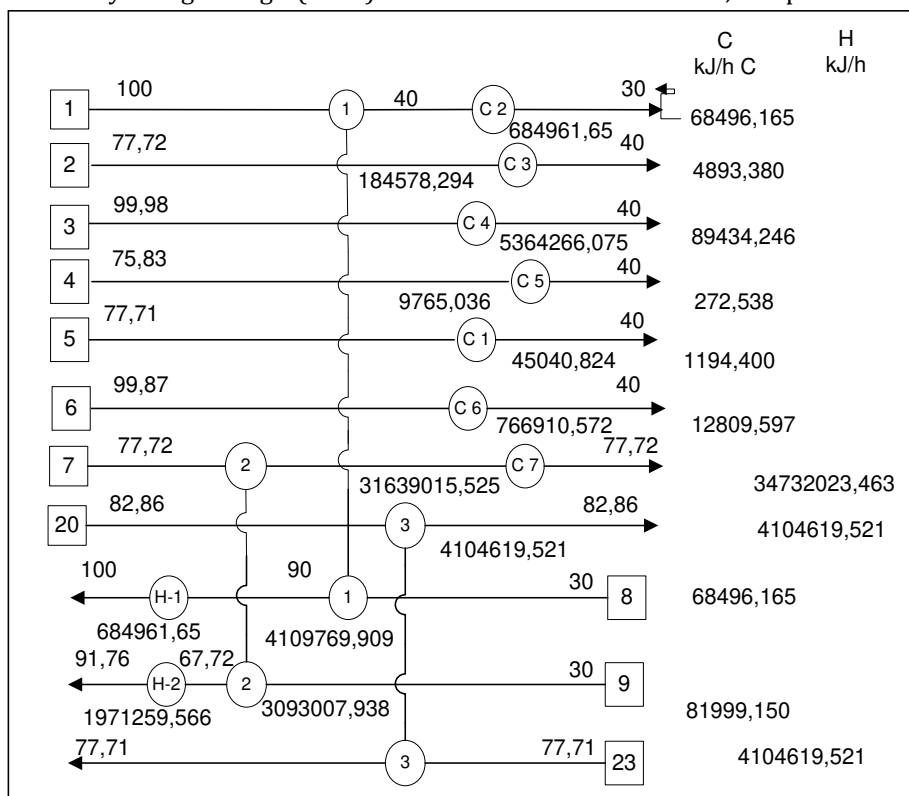 C H
kJ/h C kJ/h
1 100 1 40 C 2 30
684961,65 68496,165
2 77,72 C 3 40
184578,294 4893,380
3 99,98 C 4 40
5364266,075 89434,246
4 75,83 C 5 40
9765,036 272,538
5 77,71 C 1 40
45040,824 1194,400
6 99,87 C 6 40
766910,572 12809,597
7 77,72 2 C 7 77,72
31639015,525 34732023,463
20 82,86 3 82,86
4104619,521 4104619,521
100 H-1 90 1 30 8 68496,165
684961,65 4109769,909
91,76 H-2 67,72 2 30 9
1971259,566 3093007,938 81999,150
77,71 3 77,71 23 4104619,521